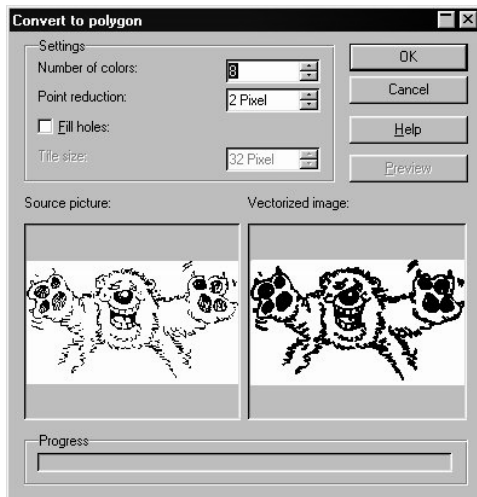 Convert to polygon
Settings
Number of colors:
8
Point reduction:
2 Pixel
Fill holes:
Tile size:
32 Pixel
OK
Cancel
Help
Preview
Source picture:
Vectorized image:
Progress